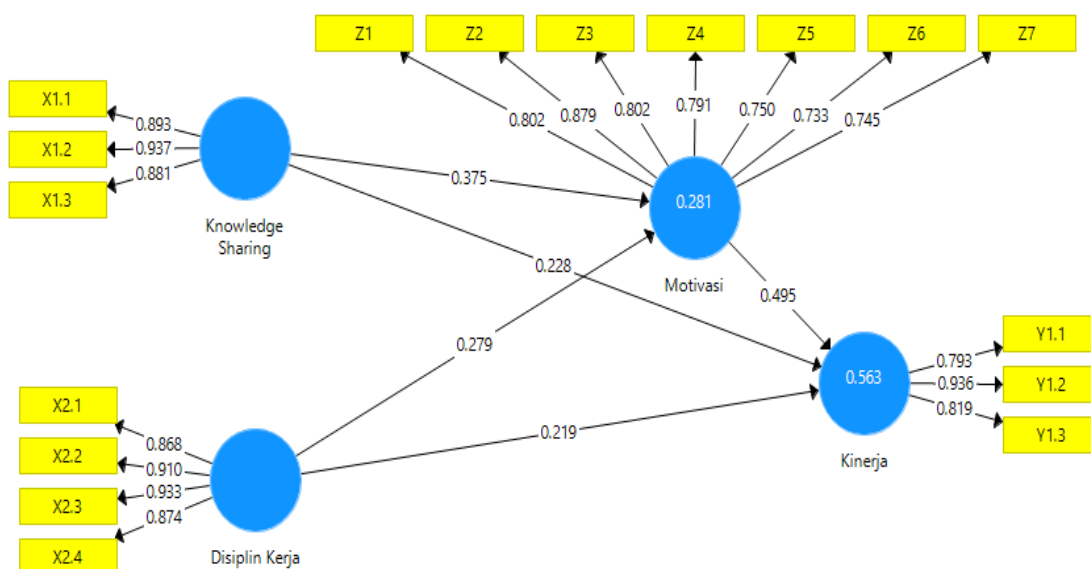 Z1
Z2
Z3
Z4
Z5
Z6
Z7
0.802
0.879
0.802
0.791
0.750
0.733
0.745
X1.1
X1.2
X1.3
0.893
0.937
0.881
Knowledge
Sharing
0.375
0.228
0.281
Motivasi
0.495
0.279
0.219
0.563
Kinerja
0.793
0.936
0.819
Y1.1
Y1.2
Y1.3
X2.1
X2.2
X2.3
X2.4
0.868
0.910
0.933
0.874
Disiplin Kerja